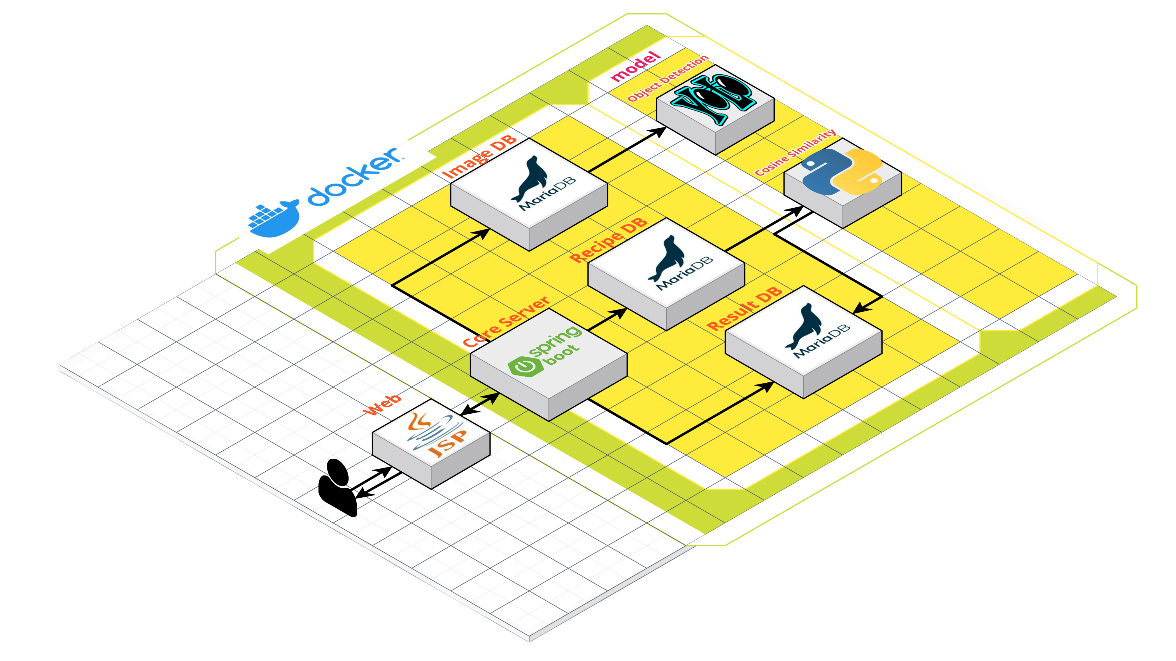 model
Object Detection
YOLO
Cosine Similarity
docker
Image DB
MariaDB
Recipe DB
MariaDB
Result DB
MariaDB
Core Server
spring
boot
Web
JSP